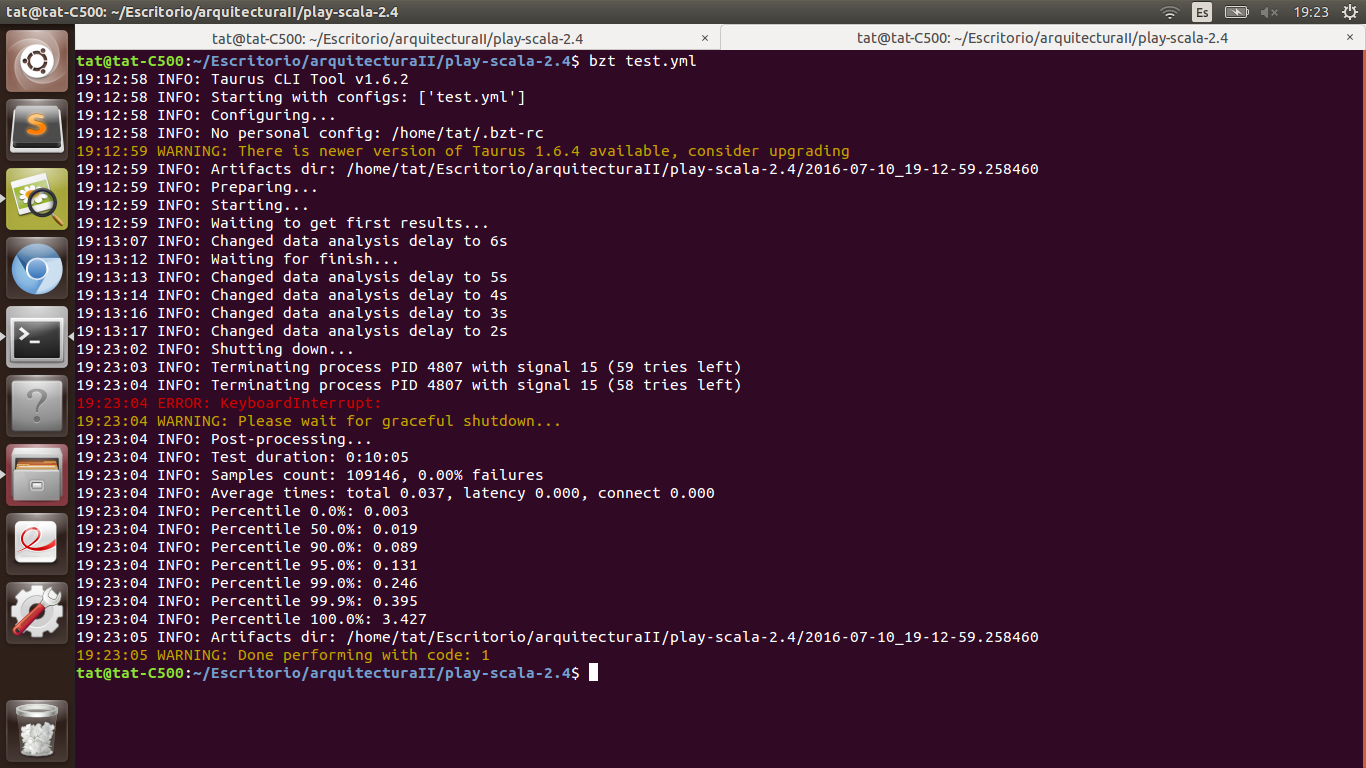 tat@tat-C500: ~/Escritorio/arquitecturaII/play-scala-2.4
Es
19:23
tat@tat-C500: ~/Escritorio/arquitecturaII/play-scala-2.4 ×
tat@tat-C500: ~/Escritorio/arquitecturaII/play-scala-2.4 ×
tat@tat-C500:~/Escritorio/arquitecturaII/play-scala-2.4$ bzt test.yml
19:12:58 INFO: Taurus CLI Tool v1.6.2
19:12:58 INFO: Starting with configs: ['test.yml']
19:12:58 INFO: Configuring...
19:12:58 INFO: No personal config: /home/tat/.bzt-rc
19:12:59 WARNING: There is newer version of Taurus 1.6.4 available, consider upgrading
19:12:59 INFO: Artifacts dir: /home/tat/Escritorio/arquitecturaII/play-scala-2.4/2016-07-10_19-12-59.258460
19:12:59 INFO: Preparing...
19:12:59 INFO: Starting...
19:12:59 INFO: Waiting to get first results...
19:13:07 INFO: Changed data analysis delay to 6s
19:13:12 INFO: Waiting for finish...
19:13:13 INFO: Changed data analysis delay to 5s
19:13:14 INFO: Changed data analysis delay to 4s
19:13:16 INFO: Changed data analysis delay to 3s
19:13:17 INFO: Changed data analysis delay to 2s
19:23:02 INFO: Shutting down...
19:23:03 INFO: Terminating process PID 4807 with signal 15 (59 tries left)
19:23:04 INFO: Terminating process PID 4807 with signal 15 (58 tries left)
19:23:04 ERROR: KeyboardInterrupt:
19:23:04 WARNING: Please wait for graceful shutdown...
19:23:04 INFO: Post-processing...
19:23:04 INFO: Test duration: 0:10:05
19:23:04 INFO: Samples count: 109146, 0.00% failures
19:23:04 INFO: Average times: total 0.037, latency 0.000, connect 0.000
19:23:04 INFO: Percentile 0.0%: 0.003
19:23:04 INFO: Percentile 50.0%: 0.019
19:23:04 INFO: Percentile 90.0%: 0.089
19:23:04 INFO: Percentile 95.0%: 0.131
19:23:04 INFO: Percentile 99.0%: 0.246
19:23:04 INFO: Percentile 99.9%: 0.395
19:23:04 INFO: Percentile 100.0%: 3.427
19:23:05 INFO: Artifacts dir: /home/tat/Escritorio/arquitecturaII/play-scala-2.4/2016-07-10_19-12-59.258460
19:23:05 WARNING: Done performing with code: 1
tat@tat-C500:~/Escritorio/arquitecturaII/play-scala-2.4$